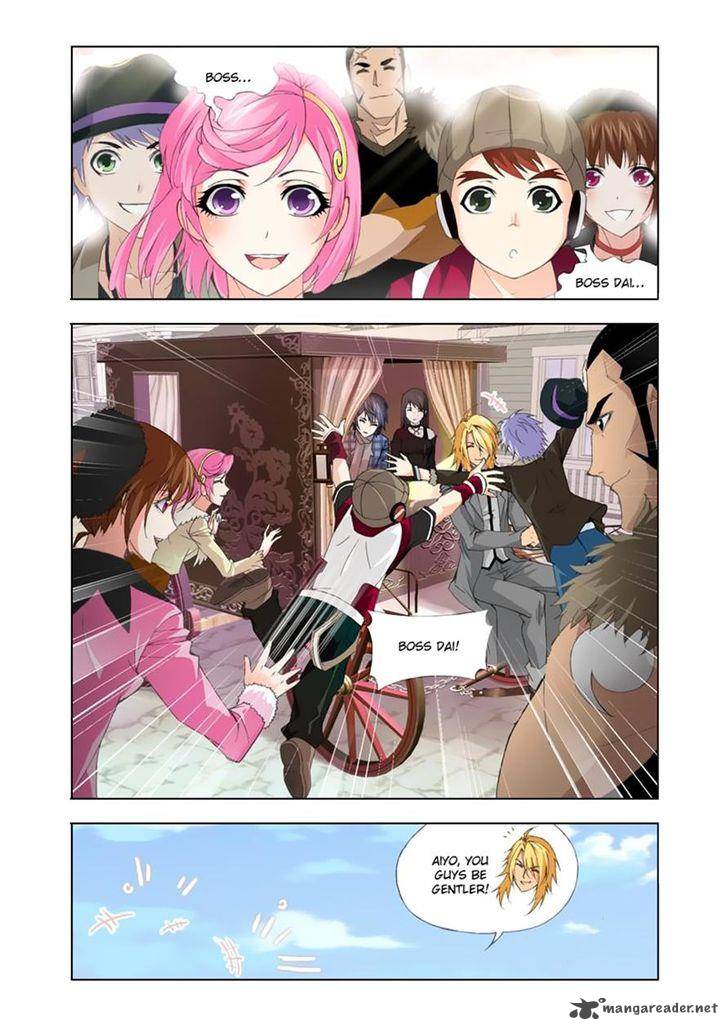 BOSS...
BOSS DAI...
BOSS DAI!
AIYO, YOU
GUYS BE
GENTLER!
mangareader.net